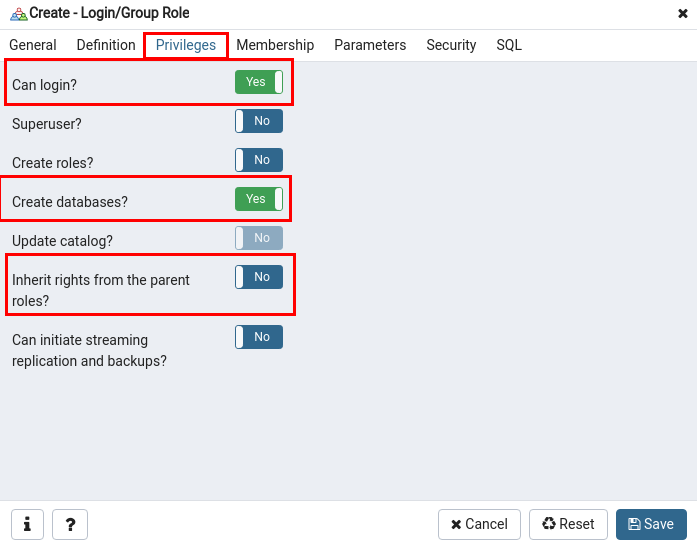 Create - Login/Group Role
General Definition Privileges Membership Parameters Security SQL
Can login? Yes
Superuser? No
Create roles? No
Create databases? Yes
Update catalog? No
Inherit rights from the parent No
roles?
Can initiate streaming No
replication and backups?
i ? Cancel Reset Save